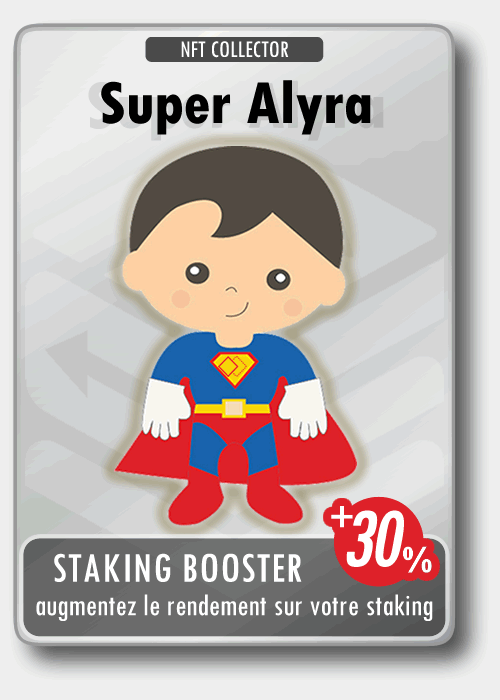 NFT COLLECTOR
Super Alyra
+30%
STAKING BOOSTER
augmentez le rendement sur votre staking